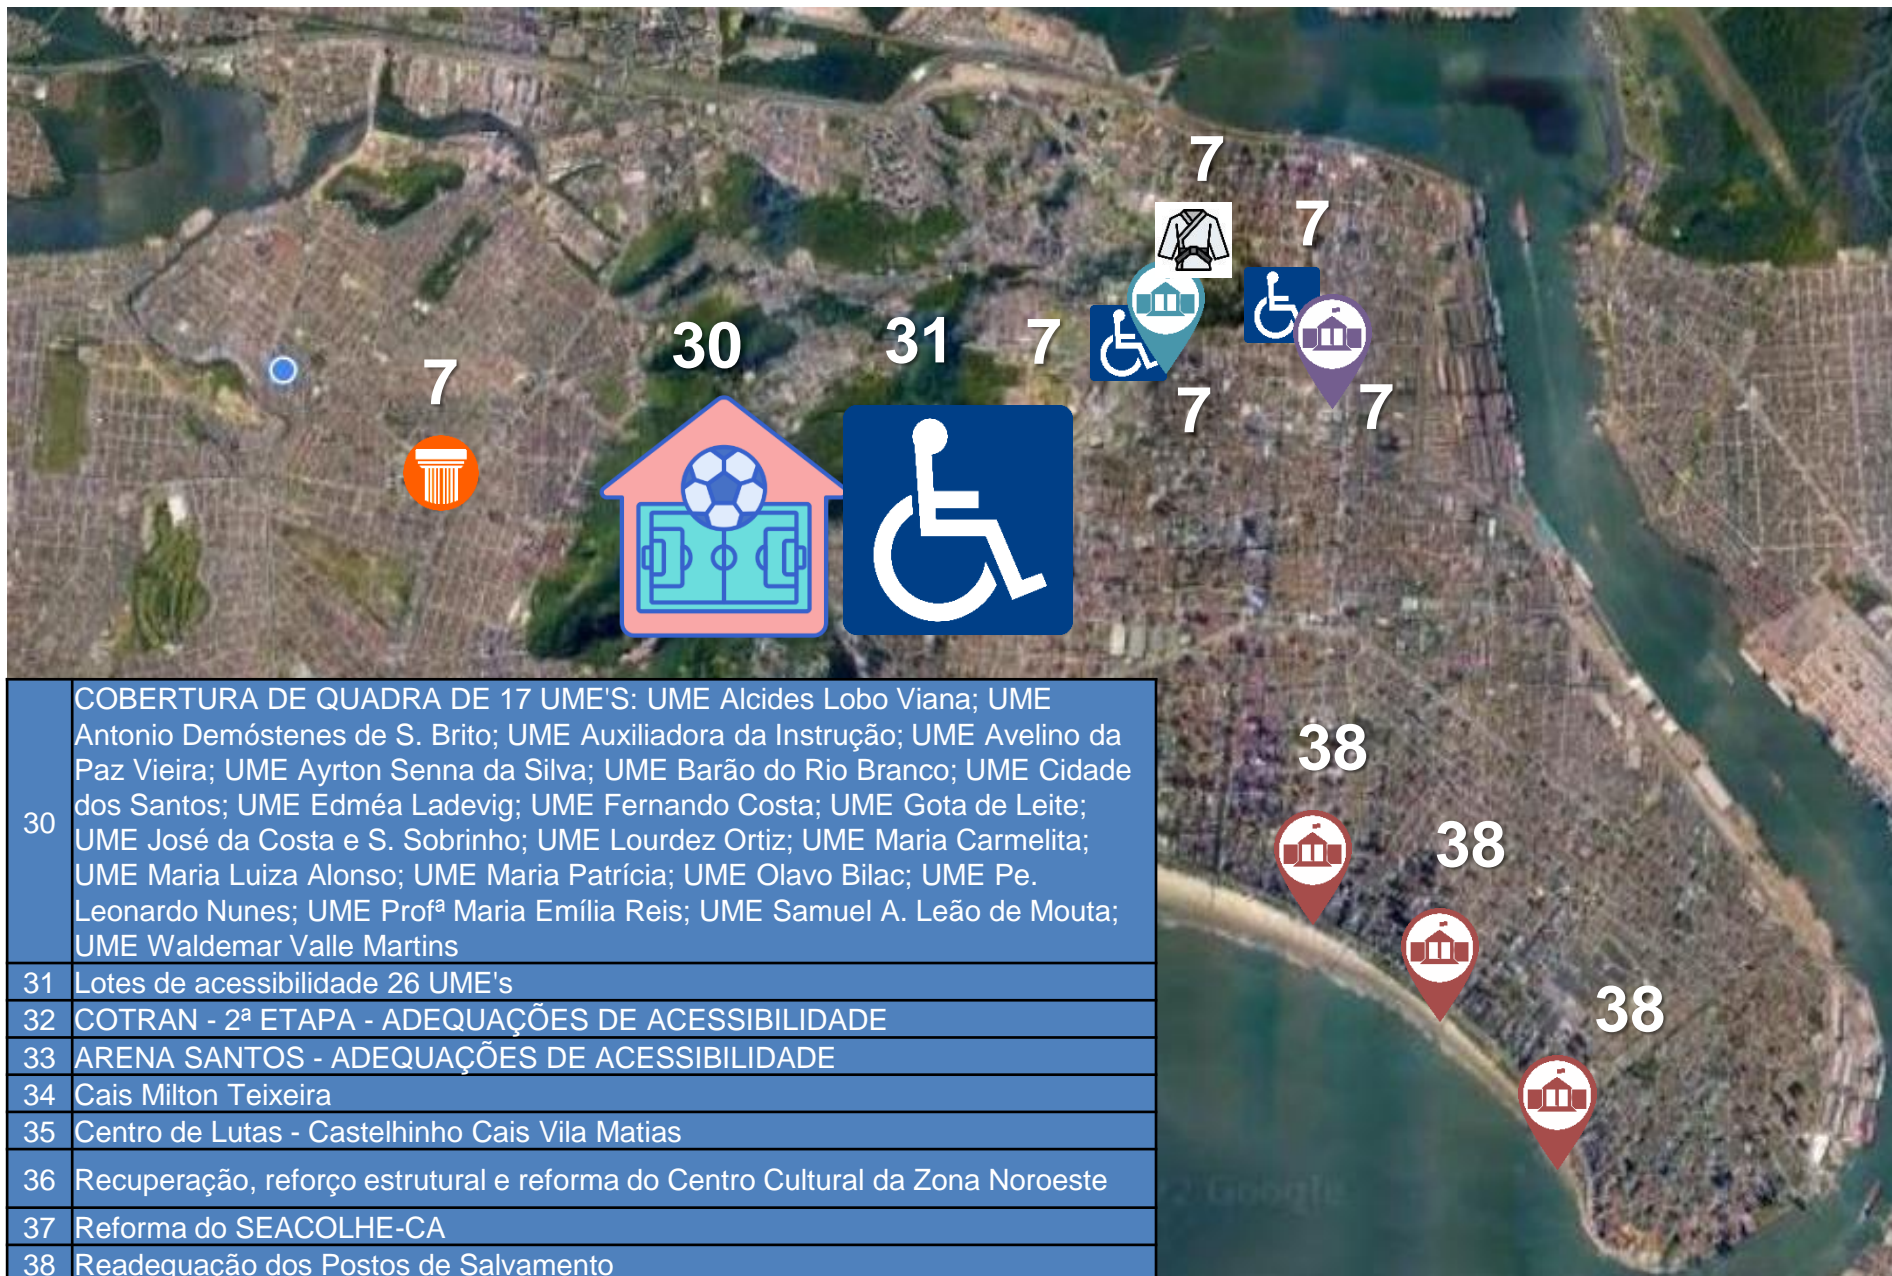 7
7
30
31
7
7
7
7
38
38
38
30
COBERTURA DE QUADRA DE 17 UME'S: UME Alcides Lobo Viana; UME
Antonio Demóstenes de S. Brito; UME Auxiliadora da Instrução; UME Avelino da
Paz Vieira; UME Ayrton Senna da Silva; UME Barão do Rio Branco; UME Cidade
dos Santos; UME Edméa Ladevig; UME Fernando Costa; UME Gota de Leite;
UME José da Costa e S. Sobrinho; UME Lourdez Ortiz; UME Maria Carmelita;
UME Maria Luiza Alonso; UME Maria Patrícia; UME Olavo Bilac; UME Pe.
Leonardo Nunes; UME Profª Maria Emília Reis; UME Samuel A. Leão de Mouta;
UME Waldemar Valle Martins
31 Lotes de acessibilidade 26 UME's
32 COTRAN - 2ª ETAPA - ADEQUAÇÕES DE ACESSIBILIDADE
33 ARENA SANTOS - ADEQUAÇÕES DE ACESSIBILIDADE
34 Cais Milton Teixeira
35 Centro de Lutas - Castelhinho Cais Vila Matias
36 Recuperação, reforço estrutural e reforma do Centro Cultural da Zona Noroeste
37 Reforma do SEACOLHE-CA
38 Readequação dos Postos de Salvamento
Google